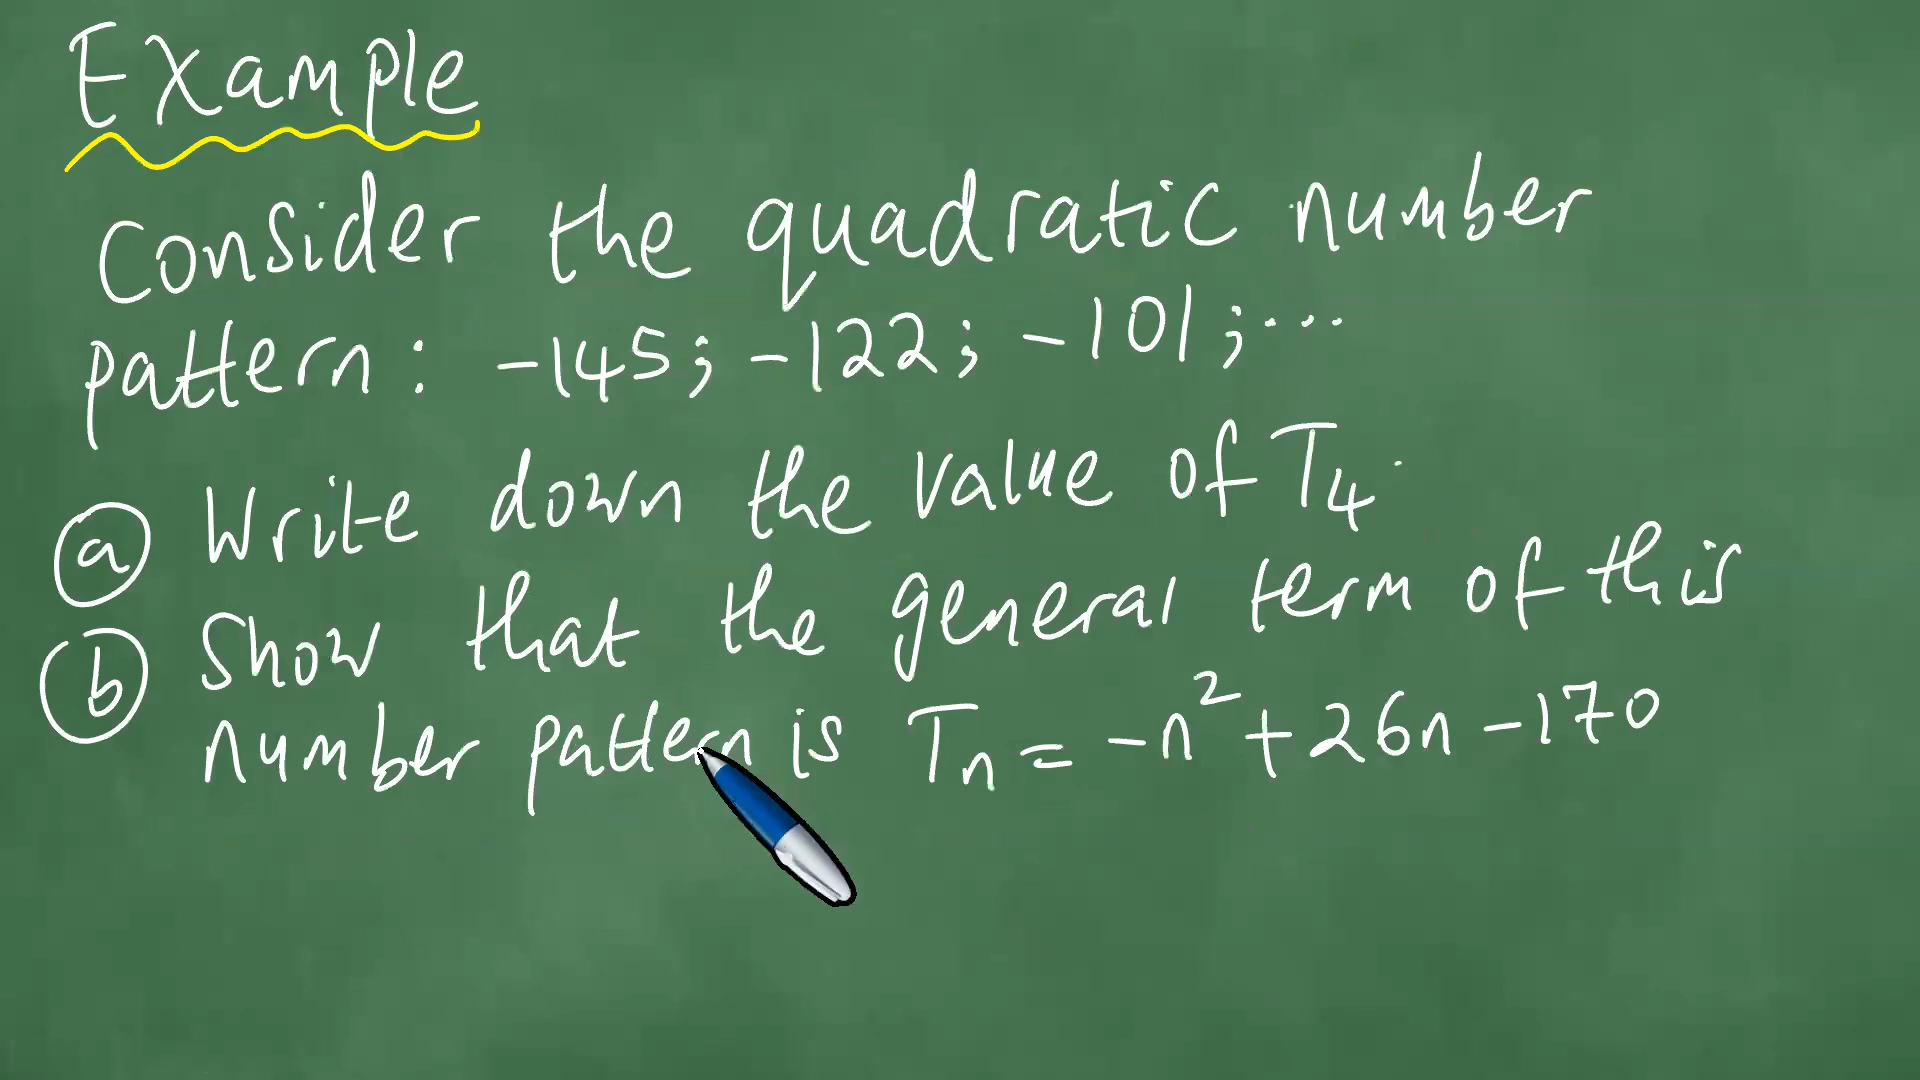 Example
Consider the quadratic number
pattern: -145; -122; -101; ...
a Write down the value of T₄.
b Show that the general term of this
number pattern is Tn = -n² + 26n - 170